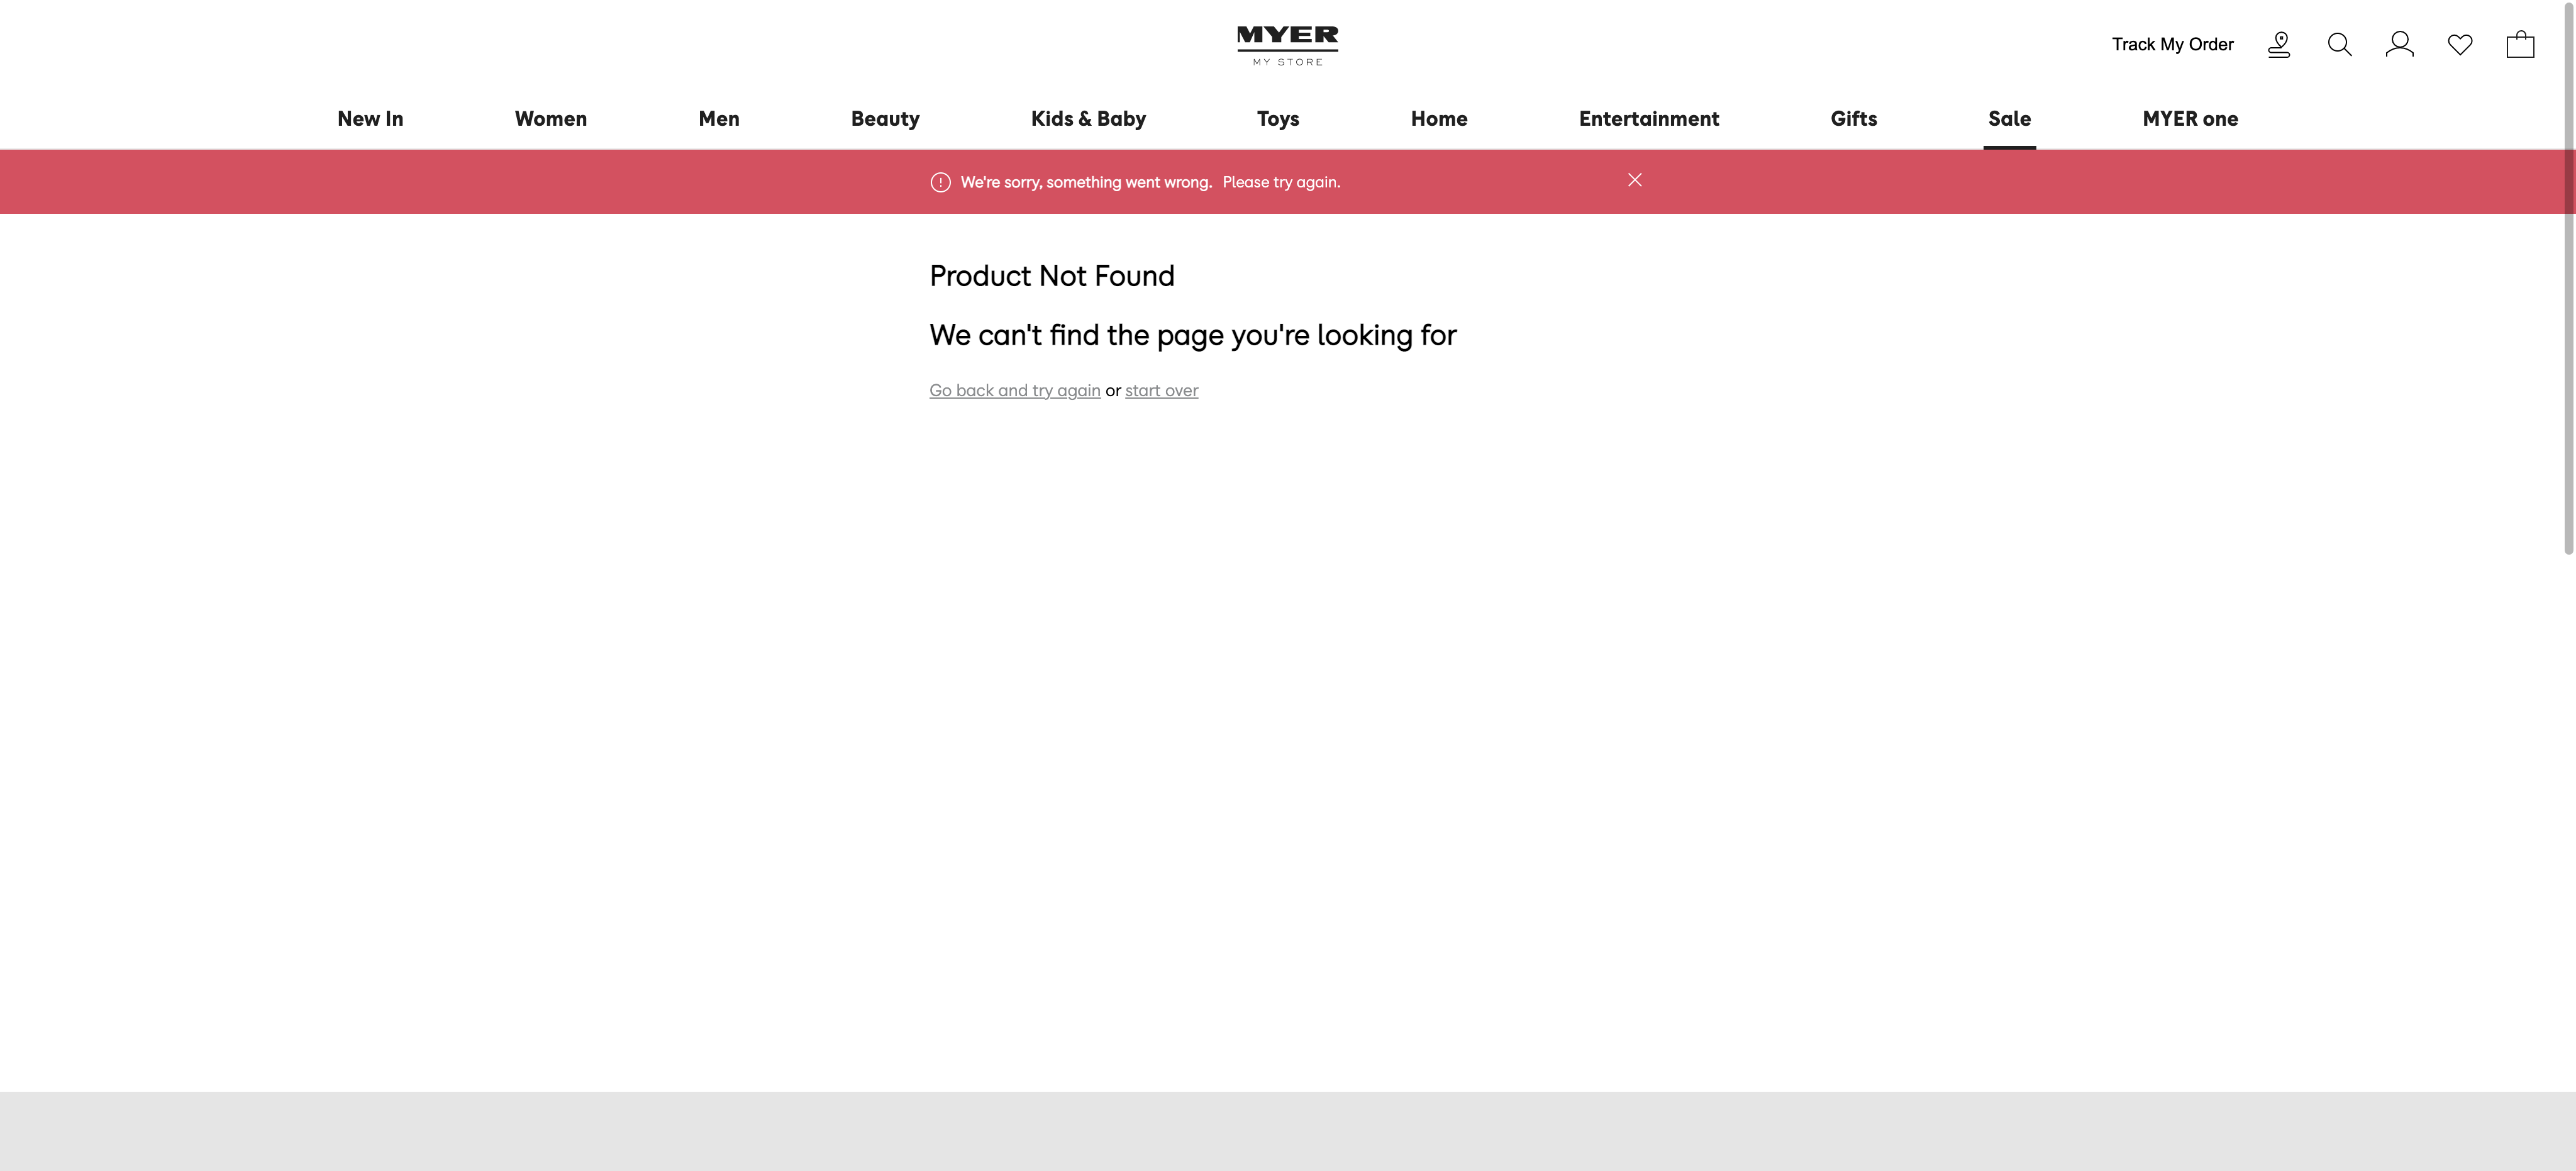 MYER
MY STORE
Track My Order
New In Women Men Beauty Kids & Baby Toys Home Entertainment Gifts Sale MYER one
We're sorry, something went wrong. Please try again.
Product Not Found
We can't find the page you're looking for
Go back and try again or start over